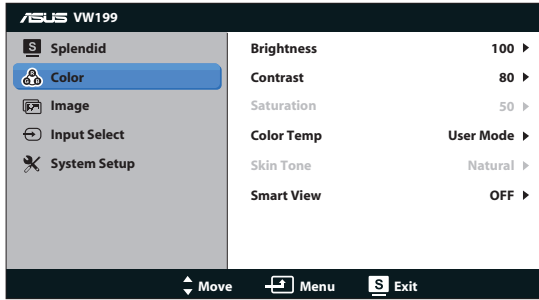 ASUS VW199
S Splendid
Color
Image
Input Select
System Setup
Brightness 100
Contrast 80
Saturation 50
Color Temp User Mode
Skin Tone Natural
Smart View OFF
Move Menu S Exit